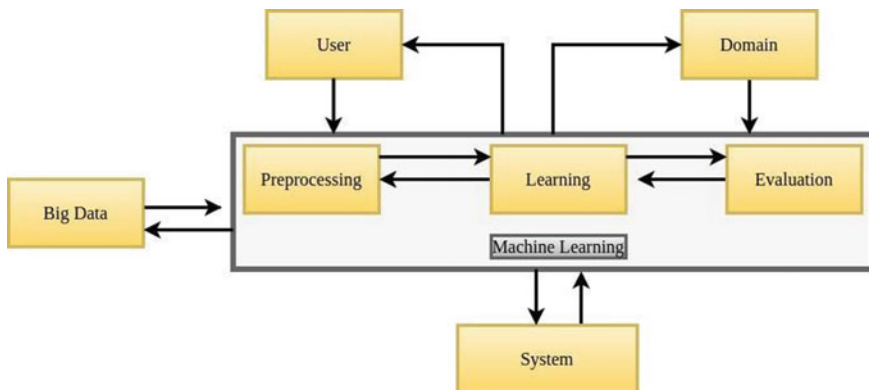 User
Domain
Preprocessing
Learning
Evaluation
Big Data
Machine Learning
System